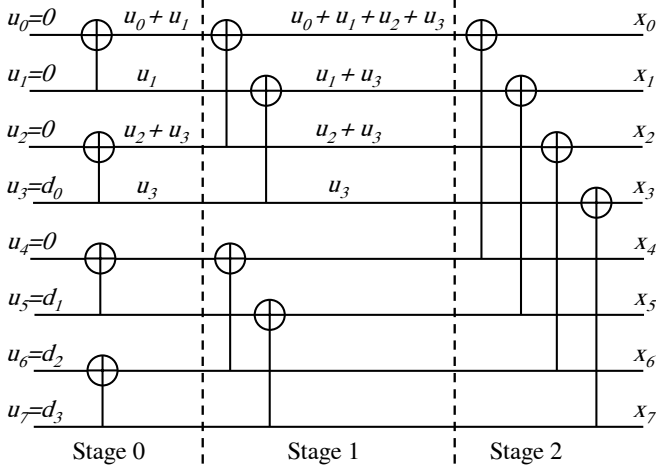 u₀=0 u₀ + u₁ u₀ + u₁ + u₂ + u₃ x₀
u₁=0 u₁ u₁ + u₃ x₁
u₂=0 u₂ + u₃ u₂ + u₃ x₂
u₃=d₀ u₃ u₃ x₃
u₄=0 x₄
u₅=d₁ x₅
u₆=d₂ x₆
u₇=d₃ x₇
Stage 0 Stage 1 Stage 2